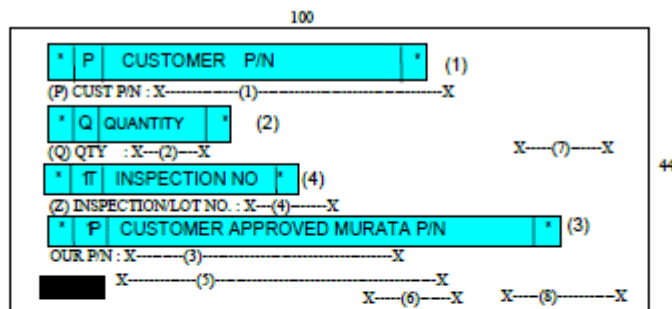 100
* P CUSTOMER P/N * (1)
(P) CUST P/N : X--------------(1)-----------------------------------X
* Q QUANTITY * (2)
(Q) QTY : X---(2)----X
X-----(7)------X
44
* 1T INSPECTION NO * (4)
(Z) INSPECTION/LOT NO. : X---(4)-------X
* 1P CUSTOMER APPROVED MURATA P/N * (3)
OUR P/N : X---------(3)------------------------------------X
X---------------(5)-------------------------------------------X
X-----(6)------X X-----(8)-----------X